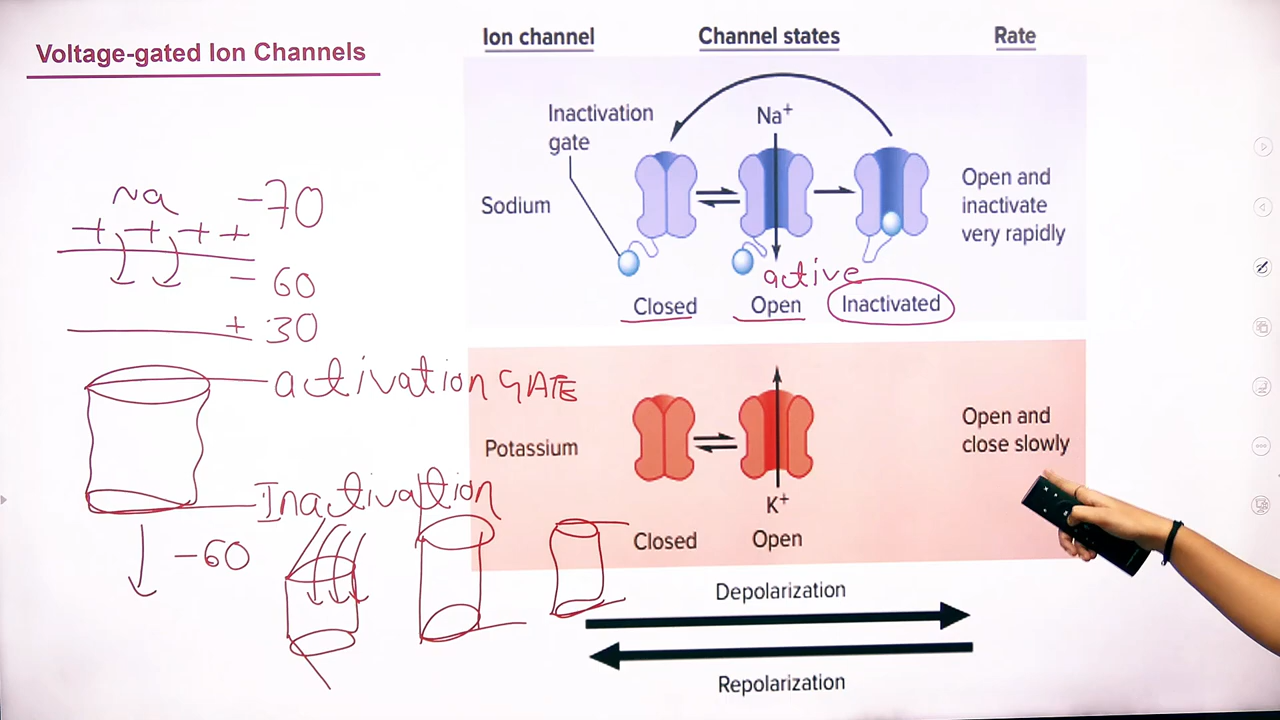 Voltage-gated Ion Channels
Ion channel
Channel states
Rate
Inactivation
gate
Na+
Sodium
Open and
inactivate
very rapidly
active
Closed
Open
Inactivated
Na
-70
+ + + +
- 60
+ 30
activation GATE
Inactivation
-60
Potassium
Open and
close slowly
K+
Closed
Open
Depolarization
Repolarization